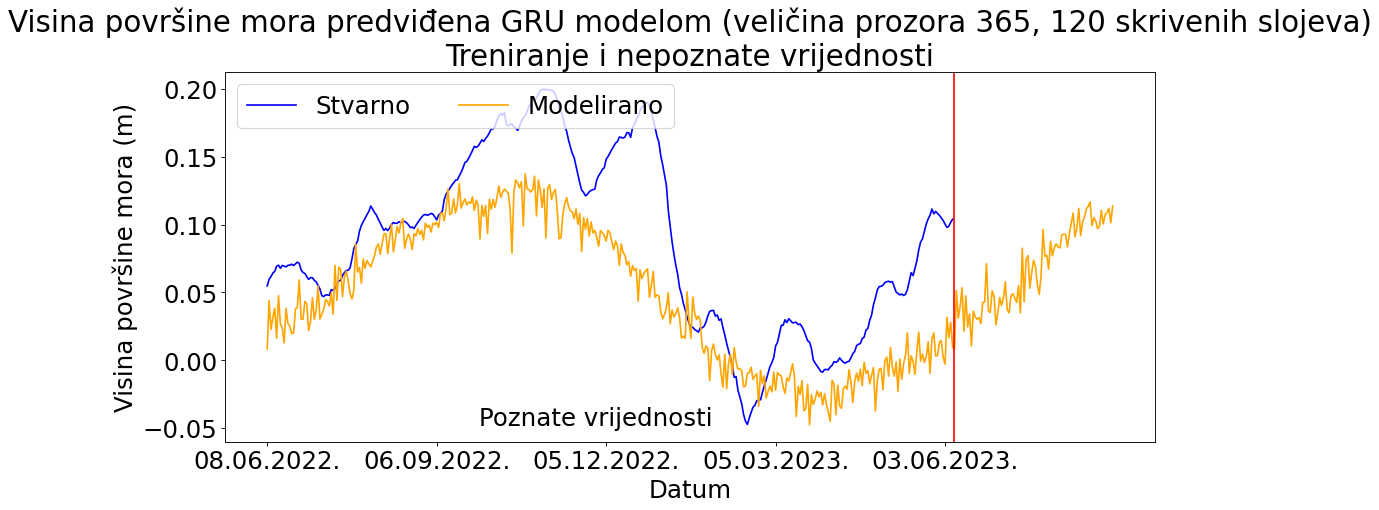 Visina površine mora predviđena GRU modelom (veličina prozora 365, 120 skrivenih slojeva)
Treniranje i nepoznate vrijednosti
Stvarno
Modelirano
Visina površine mora (m)
0.20
0.15
0.10
0.05
0.00
−0.05
Poznate vrijednosti
08.06.2022.
06.09.2022.
05.12.2022.
05.03.2023.
03.06.2023.
Datum